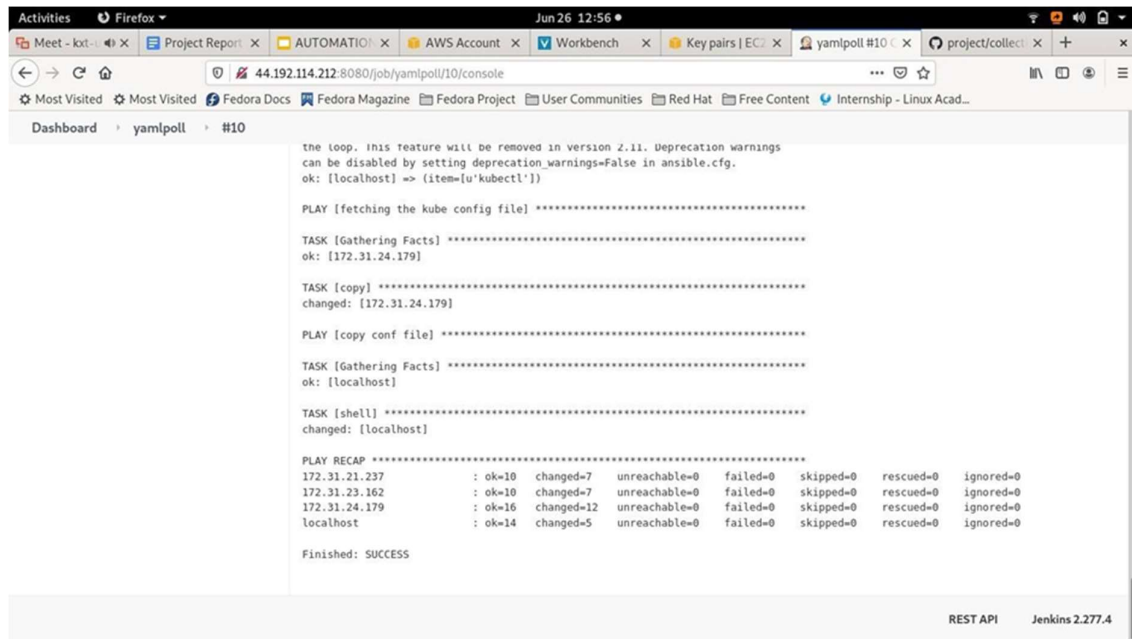 Activities Firefox Jun 26 12:56
Meet - kxt-u Project Report AUTOMATION AWS Account Workbench Key pairs | EC2 yamlpoll #10 C project/collect
44.192.114.212:8080/job/yamlpoll/10/console
Most Visited Most Visited Fedora Docs Fedora Magazine Fedora Project User Communities Red Hat Free Content Internship - Linux Acad...
Dashboard yamlpoll #10
the loop. This feature will be removed in version 2.11. Deprecation warnings
can be disabled by setting deprecation_warnings=False in ansible.cfg.
ok: [localhost] => (item=[u'kubectl'])
PLAY [fetching the kube config file] *******************************************
TASK [Gathering Facts] *********************************************************
ok: [172.31.24.179]
TASK [copy] ********************************************************************
changed: [172.31.24.179]
PLAY [copy conf file] **********************************************************
TASK [Gathering Facts] *********************************************************
ok: [localhost]
TASK [shell] *******************************************************************
changed: [localhost]
PLAY RECAP *********************************************************************
172.31.21.237 : ok=10 changed=7 unreachable=0 failed=0 skipped=0 rescued=0 ignored=0
172.31.23.162 : ok=10 changed=7 unreachable=0 failed=0 skipped=0 rescued=0 ignored=0
172.31.24.179 : ok=16 changed=12 unreachable=0 failed=0 skipped=0 rescued=0 ignored=0
localhost : ok=14 changed=5 unreachable=0 failed=0 skipped=0 rescued=0 ignored=0
Finished: SUCCESS
REST API Jenkins 2.277.4